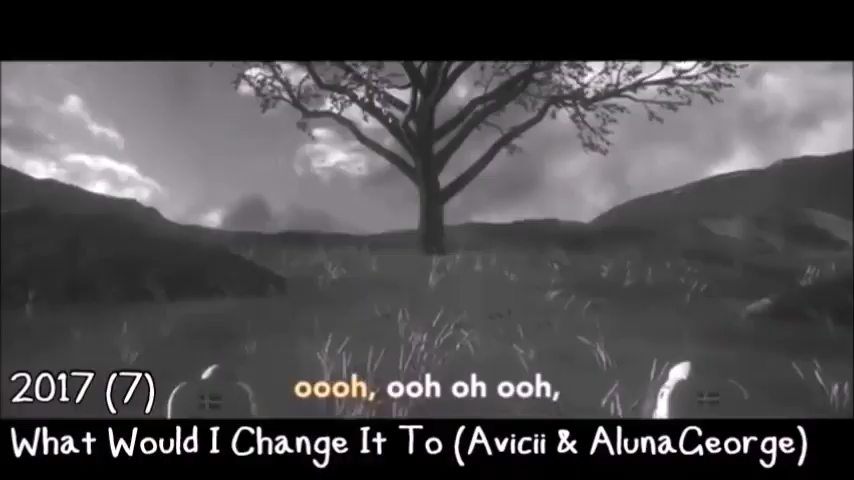 oooh, ooh oh ooh,
2017 (7)
What Would I Change It To (Avicii & AlunaGeorge)